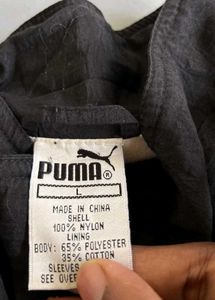 PUMA®
L
MADE IN CHINA
SHELL
100% NYLON
LINING
BODY: 65% POLYESTER
35% COTTON
SLEEVES
SEE OVER